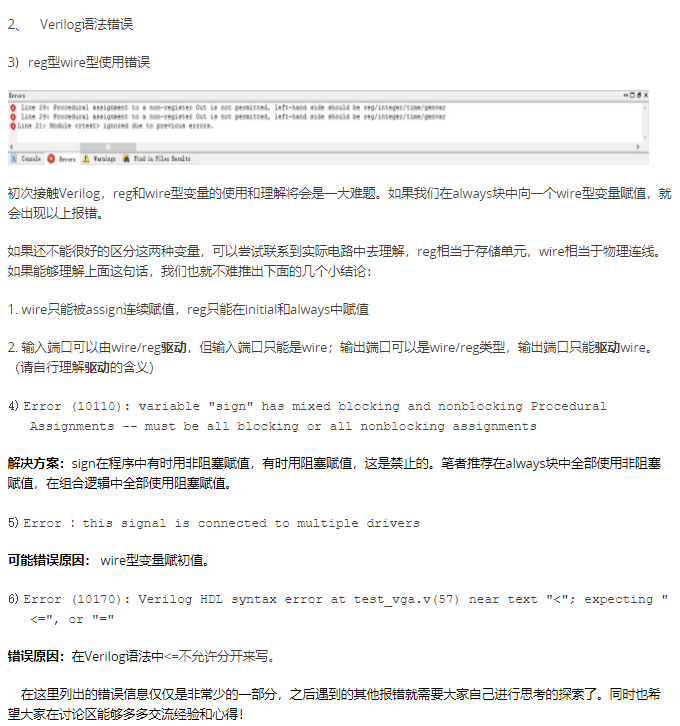 2、 Verilog语法错误
3) reg型wire型使用错误
Errors
Line 29: Procedural assignment to a non-register Out is not permitted, left-hand side should be reg/integer/time/genvar
Line 29: Procedural assignment to a non-register Out is not permitted, left-hand side should be reg/integer/time/genvar
Line 21: Module <rtest> ignored due to previous errors.
Console Errors Warnings Find in Files Results
初次接触Verilog，reg和wire型变量的使用和理解将会是一大难题。如果我们在always块中向一个wire型变量赋值，就
会出现以上报错。
如果还不能很好的区分这两种变量，可以尝试联系到实际电路中去理解，reg相当于存储单元，wire相当于物理连线。
如果能够理解上面这句话，我们也就不难推出下面的几个小结论：
1. wire只能被assign连续赋值，reg只能在initial和always中赋值
2. 输入端口可以由wire/reg驱动，但输入端口只能是wire；输出端口可以是wire/reg类型，输出端口只能驱动wire。
（请自行理解驱动的含义）
4) Error (10110): variable "sign" has mixed blocking and nonblocking Procedural
Assignments -- must be all blocking or all nonblocking assignments
解决方案：sign在程序中有时用非阻塞赋值，有时用阻塞赋值，这是禁止的。笔者推荐在always块中全部使用非阻塞
赋值，在组合逻辑中全部使用阻塞赋值。
5) Error : this signal is connected to multiple drivers
可能错误原因： wire型变量赋初值。
6) Error (10170): Verilog HDL syntax error at test_vga.v(57) near text "<"; expecting "
<=", or "="
错误原因：在Verilog语法中<=不允许分开来写。
在这里列出的错误信息仅仅是非常少的一部分，之后遇到的其他报错就需要大家自己进行思考的探索了。同时也希
望大家在讨论区能够多多交流经验和心得！